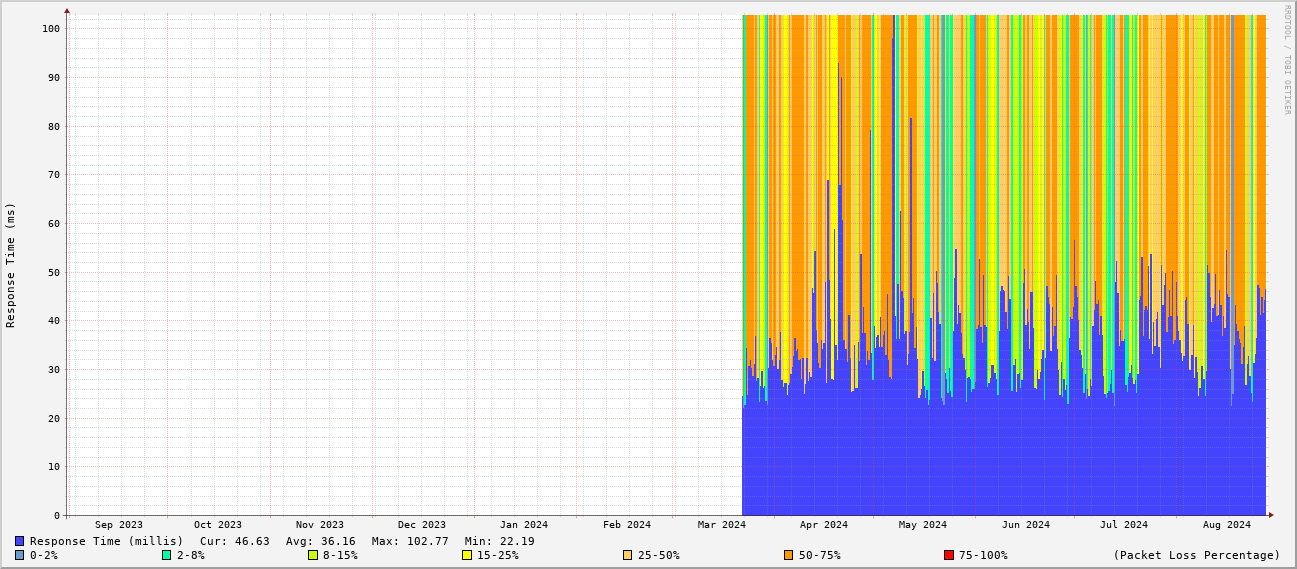 RRDTOOL / TOBI OETIKER
Response Time (ms)
100
90
80
70
60
50
40
30
20
10
0
Sep 2023 Oct 2023 Nov 2023 Dec 2023 Jan 2024 Feb 2024 Mar 2024 Apr 2024 May 2024 Jun 2024 Jul 2024 Aug 2024
Response Time (millis) Cur: 46.63 Avg: 36.16 Max: 102.77 Min: 22.19
0-2% 2-8% 8-15% 15-25% 25-50% 50-75% 75-100% (Packet Loss Percentage)